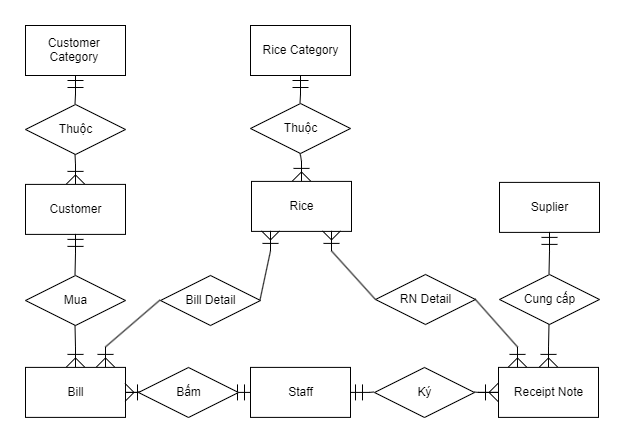 Customer
Category
Rice Category
Thuộc
Thuộc
Customer
Rice
Suplier
Mua
Bill Detail
RN Detail
Cung cấp
Bill
Bấm
Staff
Ký
Receipt Note